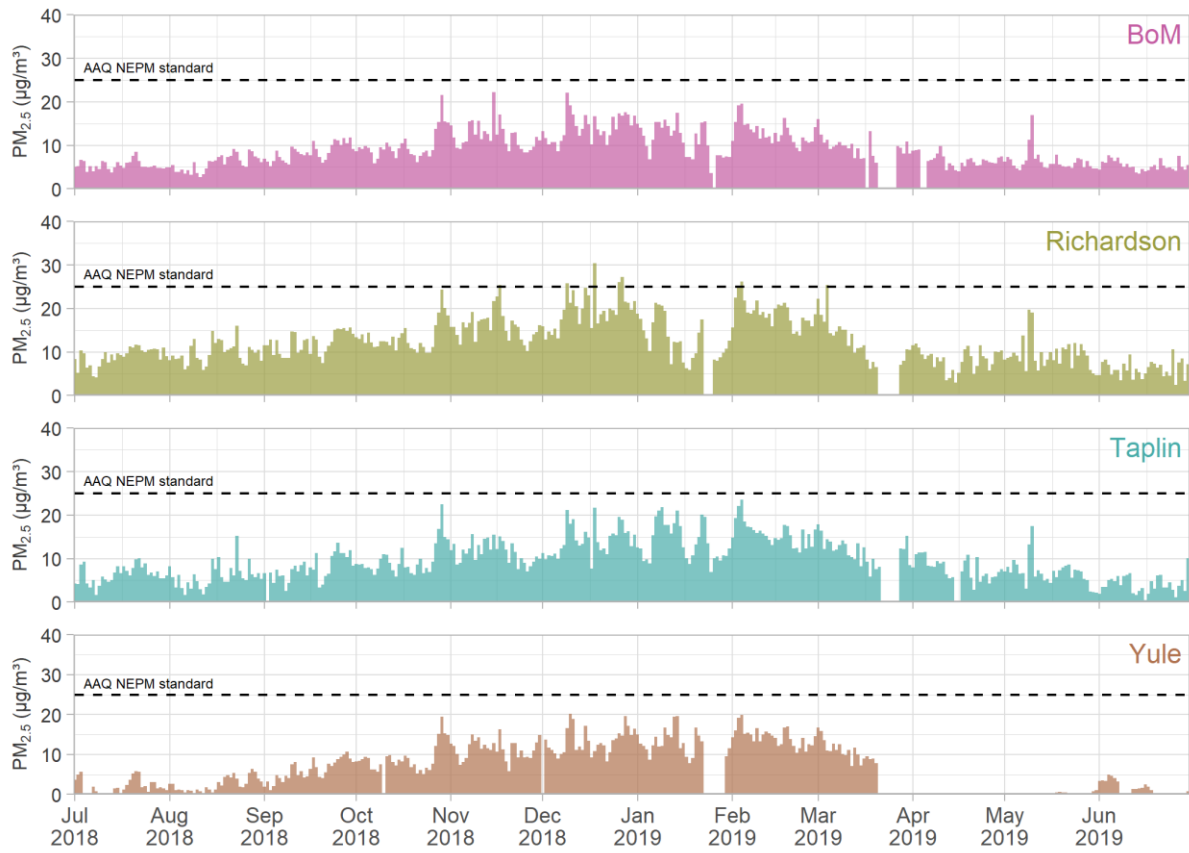 BoM
40
30
20
10
0
AAQ NEPM standard
PM2.5 (µg/m³)
Richardson
40
30
20
10
0
AAQ NEPM standard
PM2.5 (µg/m³)
Taplin
40
30
20
10
0
AAQ NEPM standard
PM2.5 (µg/m³)
Yule
40
30
20
10
0
AAQ NEPM standard
PM2.5 (µg/m³)
Jul Aug Sep Oct Nov Dec Jan Feb Mar Apr May Jun
2018 2018 2018 2018 2018 2018 2019 2019 2019 2019 2019 2019